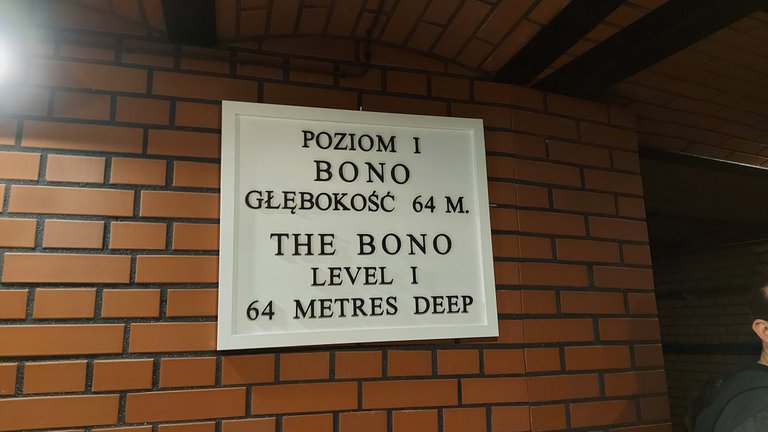 POZIOM I
BONO
GŁĘBOKOŚĆ 64 M.
THE BONO
LEVEL I
64 METRES DEEP